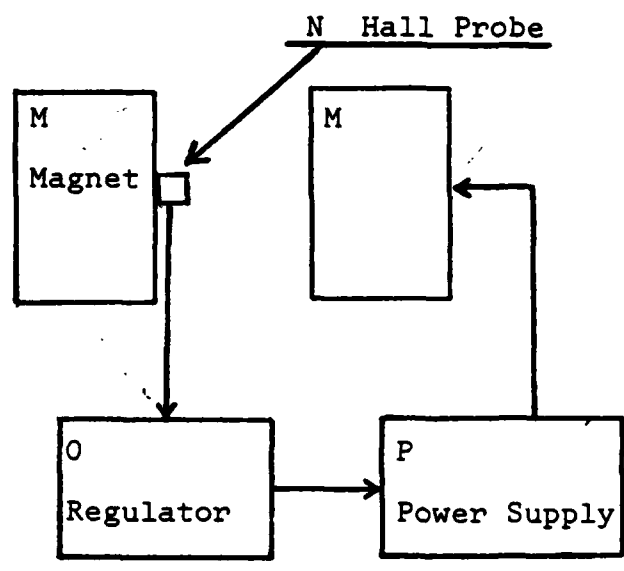 N Hall Probe
M
Magnet
M
O
Regulator
P
Power Supply